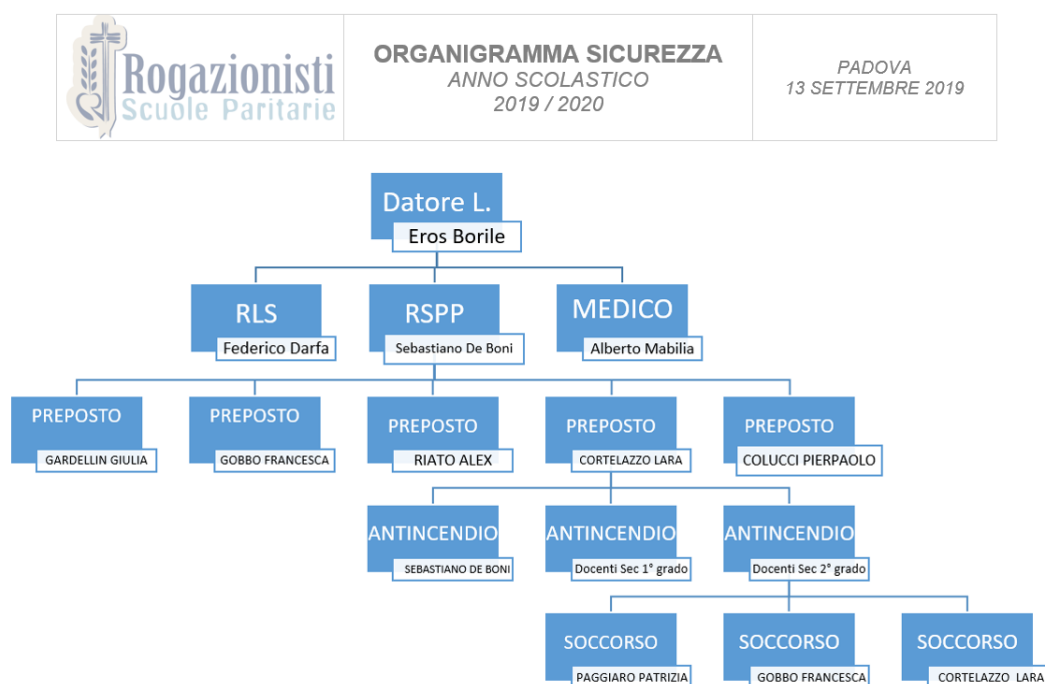 Rogazionisti
Scuole Paritarie
ORGANIGRAMMA SICUREZZA
ANNO SCOLASTICO
2019 / 2020
PADOVA
13 SETTEMBRE 2019
Datore L.
Eros Borile
RLS
Federico Darfa
RSPP
Sebastiano De Boni
MEDICO
Alberto Mabilia
PREPOSTO
GARDELLIN GIULIA
PREPOSTO
GOBBO FRANCESCA
PREPOSTO
RIATO ALEX
PREPOSTO
CORTELAZZO LARA
PREPOSTO
COLUCCI PIERPAOLO
ANTINCENDIO
SEBASTIANO DE BONI
ANTINCENDIO
Docenti Sec 1° grado
ANTINCENDIO
Docenti Sec 2° grado
SOCCORSO
PAGGIARO PATRIZIA
SOCCORSO
GOBBO FRANCESCA
SOCCORSO
CORTELAZZO LARA